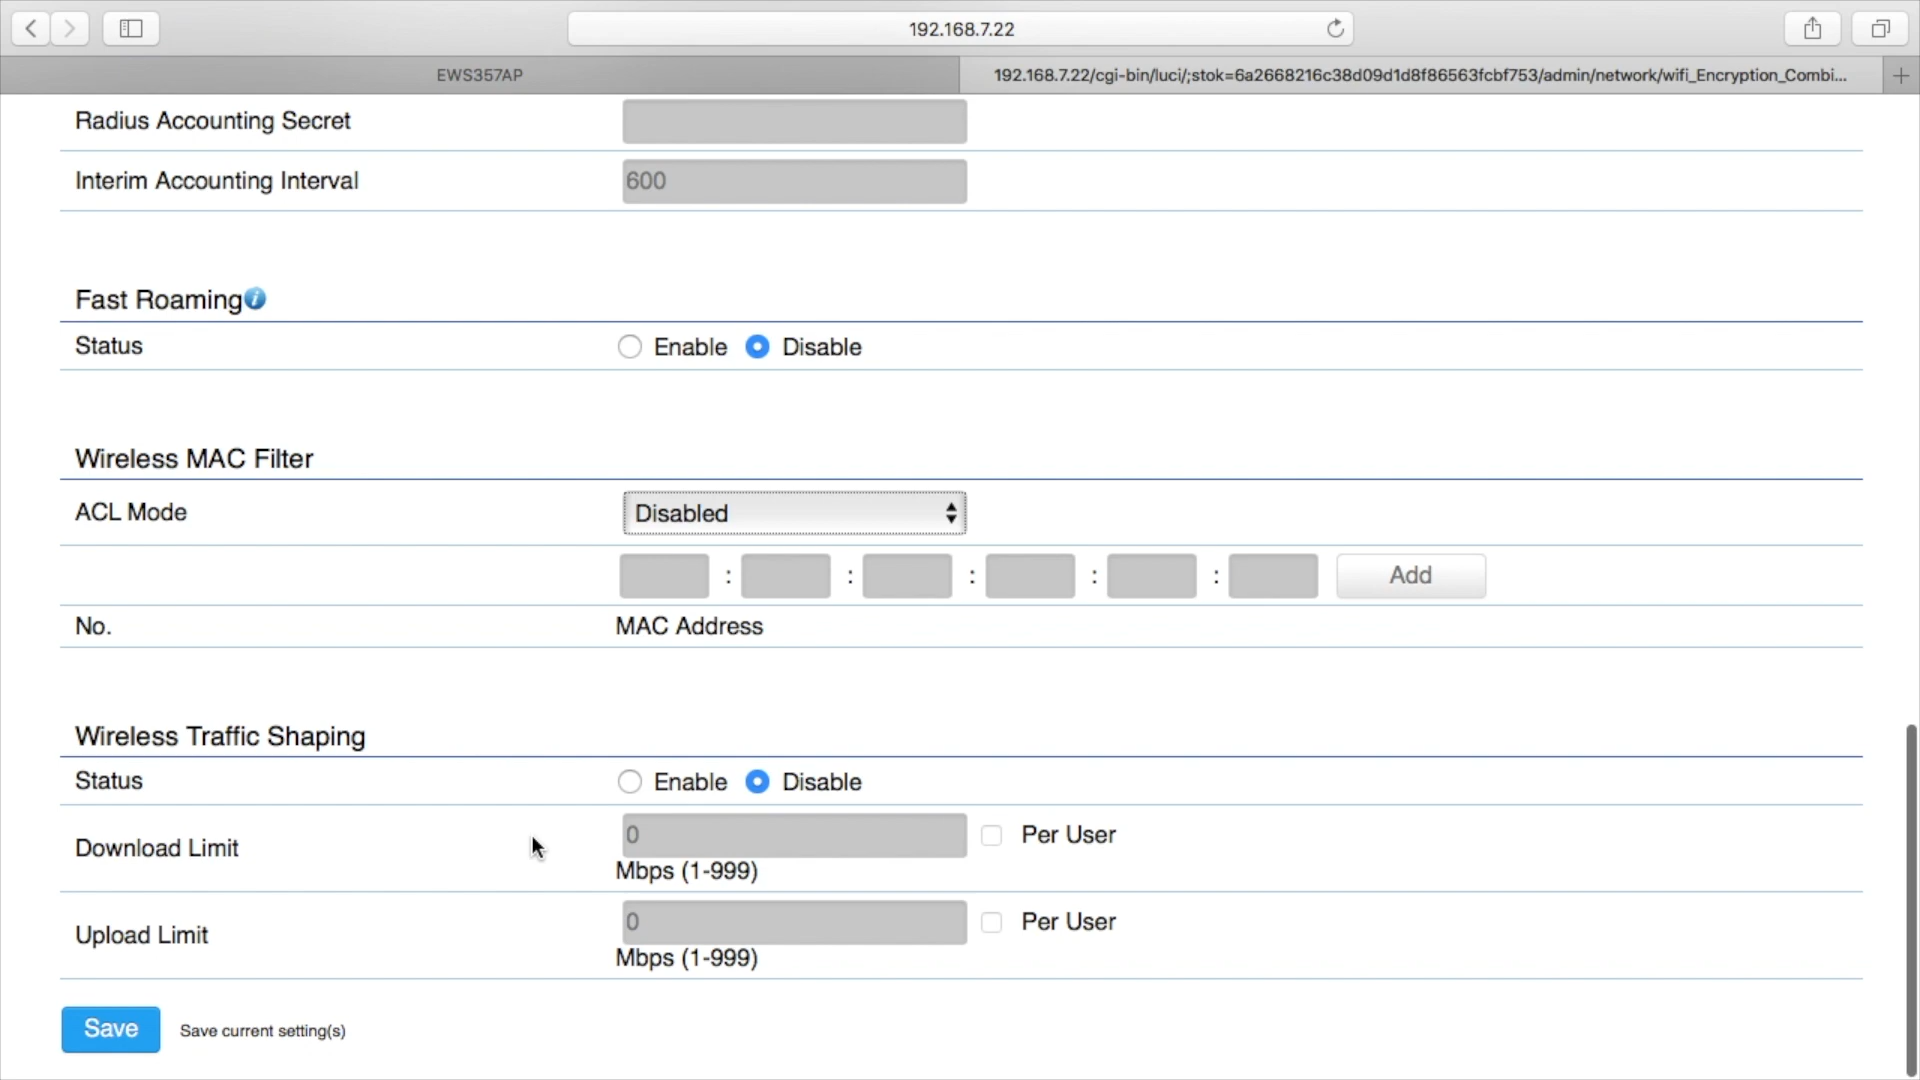 192.168.7.22
EWS357AP
192.168.7.22/cgi-bin/luci/;stok=6a2668216c38d09d1d8f86563fcbf753/admin/network/wifi_Encryption_Combi...
Radius Accounting Secret
Interim Accounting Interval 600
Fast Roaming
Status Enable Disable
Wireless MAC Filter
ACL Mode Disabled
: : : : : Add
No. MAC Address
Wireless Traffic Shaping
Status Enable Disable
Download Limit 0 Per User
Mbps (1-999)
Upload Limit 0 Per User
Mbps (1-999)
Save Save current setting(s)